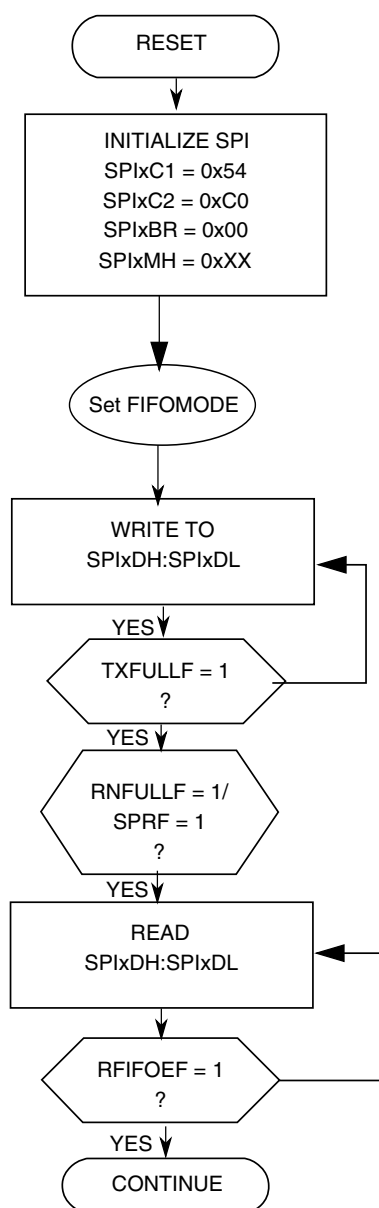 RESET
INITIALIZE SPI
SPIxC1 = 0x54
SPIxC2 = 0xC0
SPIxBR = 0x00
SPIxMH = 0xXX
Set FIFOMODE
WRITE TO
SPIxDH:SPIxDL
YES
TXFULLF = 1
?
YES
RNFULLF = 1/
SPRF = 1
?
YES
READ
SPIxDH:SPIxDL
RFIFOEF = 1
?
YES
CONTINUE